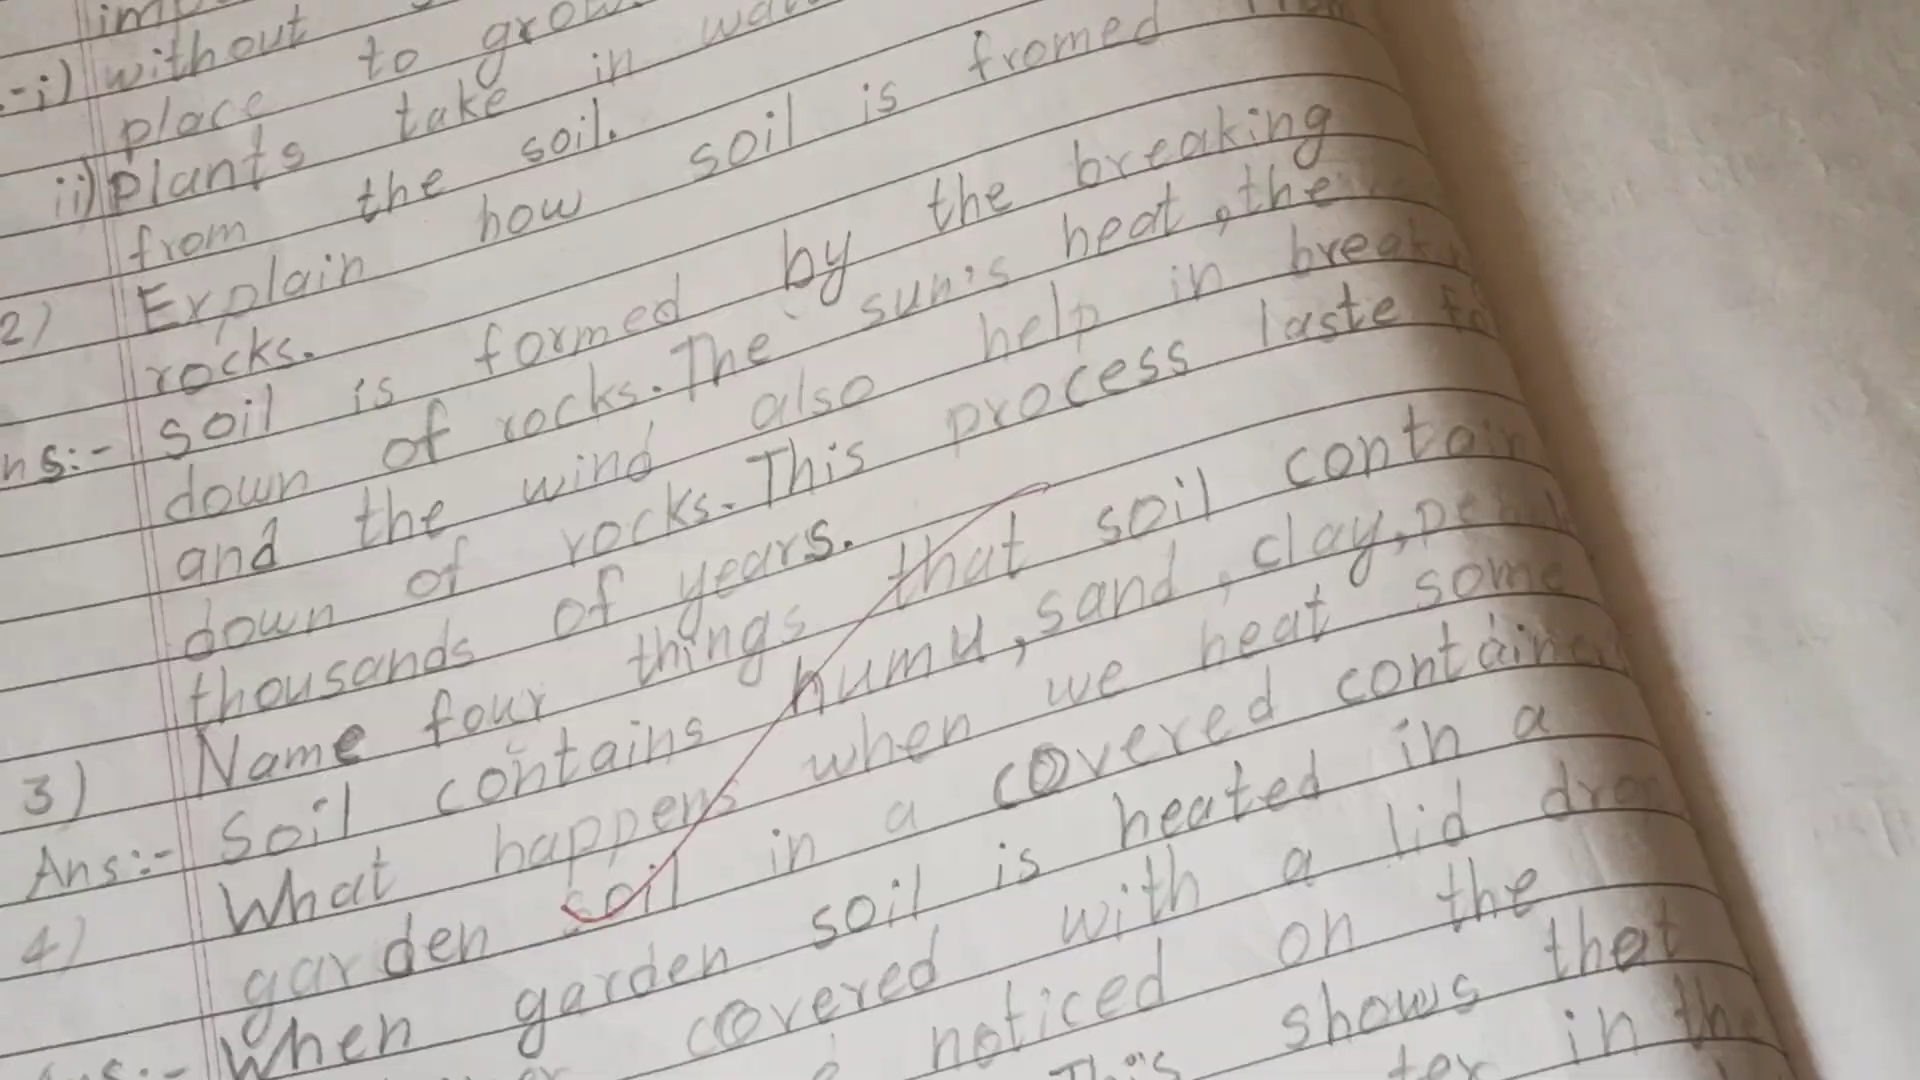 without
-i) place to grow.
ii) Plants take in
from the soil.
2) Explain how soil is fromed
rocks.
ns:- soil is formed by the breaking
down of rocks. The sun's heat, the
and the wind also help in
down of rocks. This process laste
thousands of years.
3) Name four things that soil contain
Ans:- Soil contains humu, sand, clay,
4) What happens when we heat some
garden soil in a covered
When garden soil is heated in a
covered with a lid
noticed on the
This shows that
in the